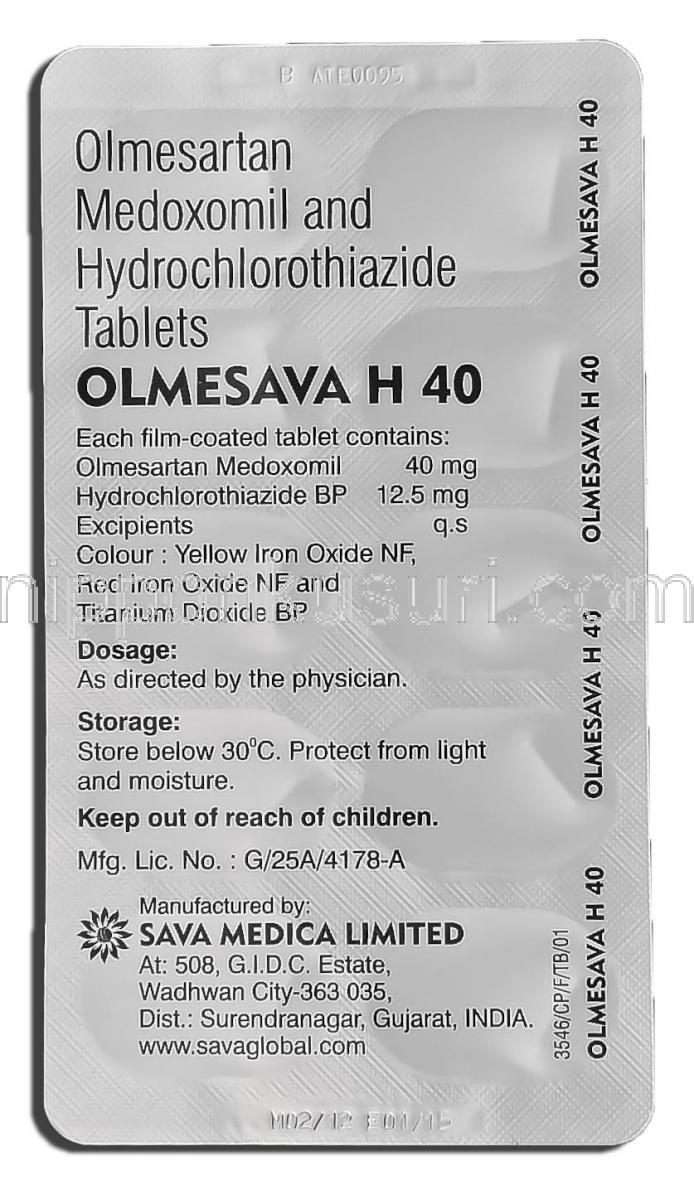 B ATE0095
Olmesartan
Medoxomil and
Hydrochlorothiazide
Tablets
OLMESAVA H 40
Each film-coated tablet contains:
Olmesartan Medoxomil 40 mg
Hydrochlorothiazide BP 12.5 mg
Excipients q.s
Colour : Yellow Iron Oxide NF,
Red Iron Oxide NF and
Titanium Dioxide BP
nipponkusuri.com
Dosage:
As directed by the physician.
Storage:
Store below 30⁰C. Protect from light
and moisture.
Keep out of reach of children.
Mfg. Lic. No. : G/25A/4178-A
Manufactured by:
SAVA MEDICA LIMITED
At: 508, G.I.D.C. Estate,
Wadhwan City-363 035,
Dist.: Surendranagar, Gujarat, INDIA.
www.savaglobal.com
3546/CP/F/TB/01
OLMESAVA H 40
OLMESAVA H 40
OLMESAVA H 40
OLMESAVA H 40
M02/12 E01/15